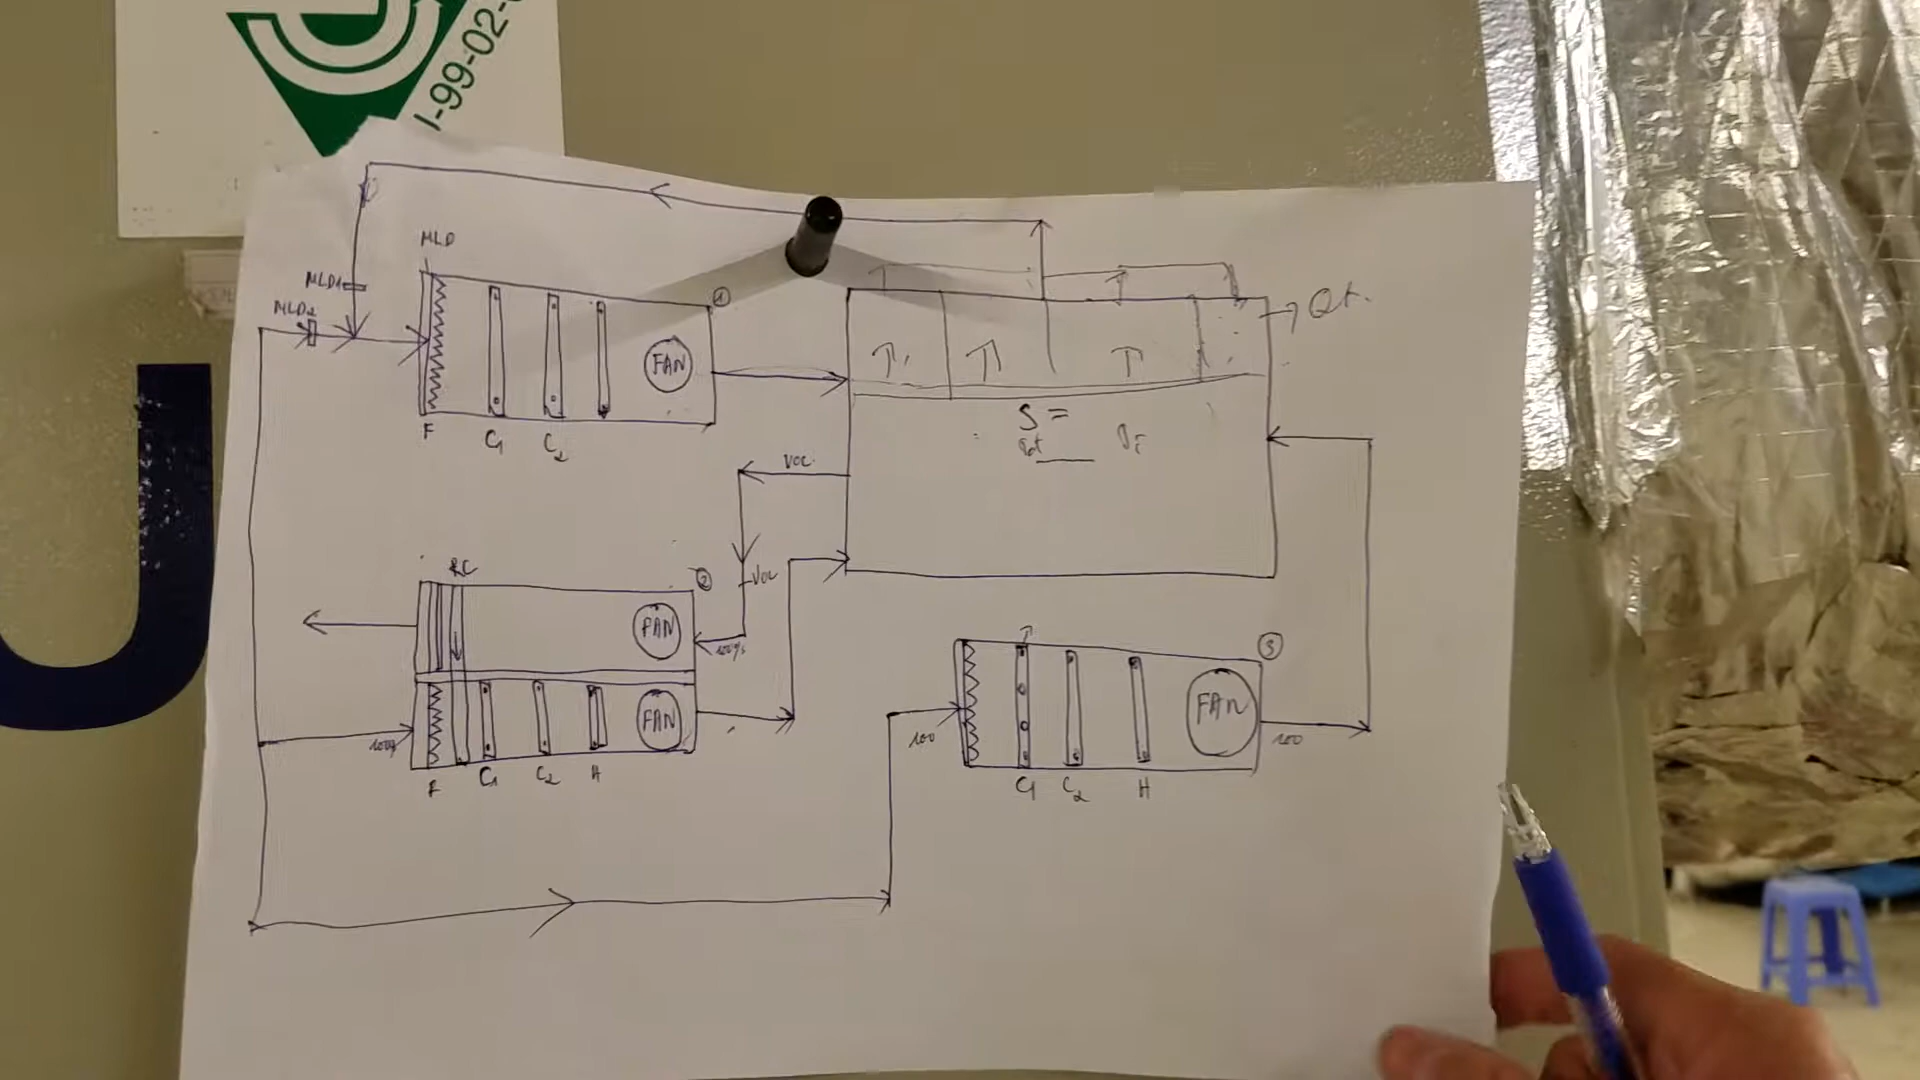 1-99-02-
MLD
MLD1
MLD2
①
FAN
F
C1
C2
Qt.
S =
VOC
VOC
RC
②
FAN
100%
100%
FAN
F
C1
C2
H
③
100
FAN
100
C1
C2
H
U